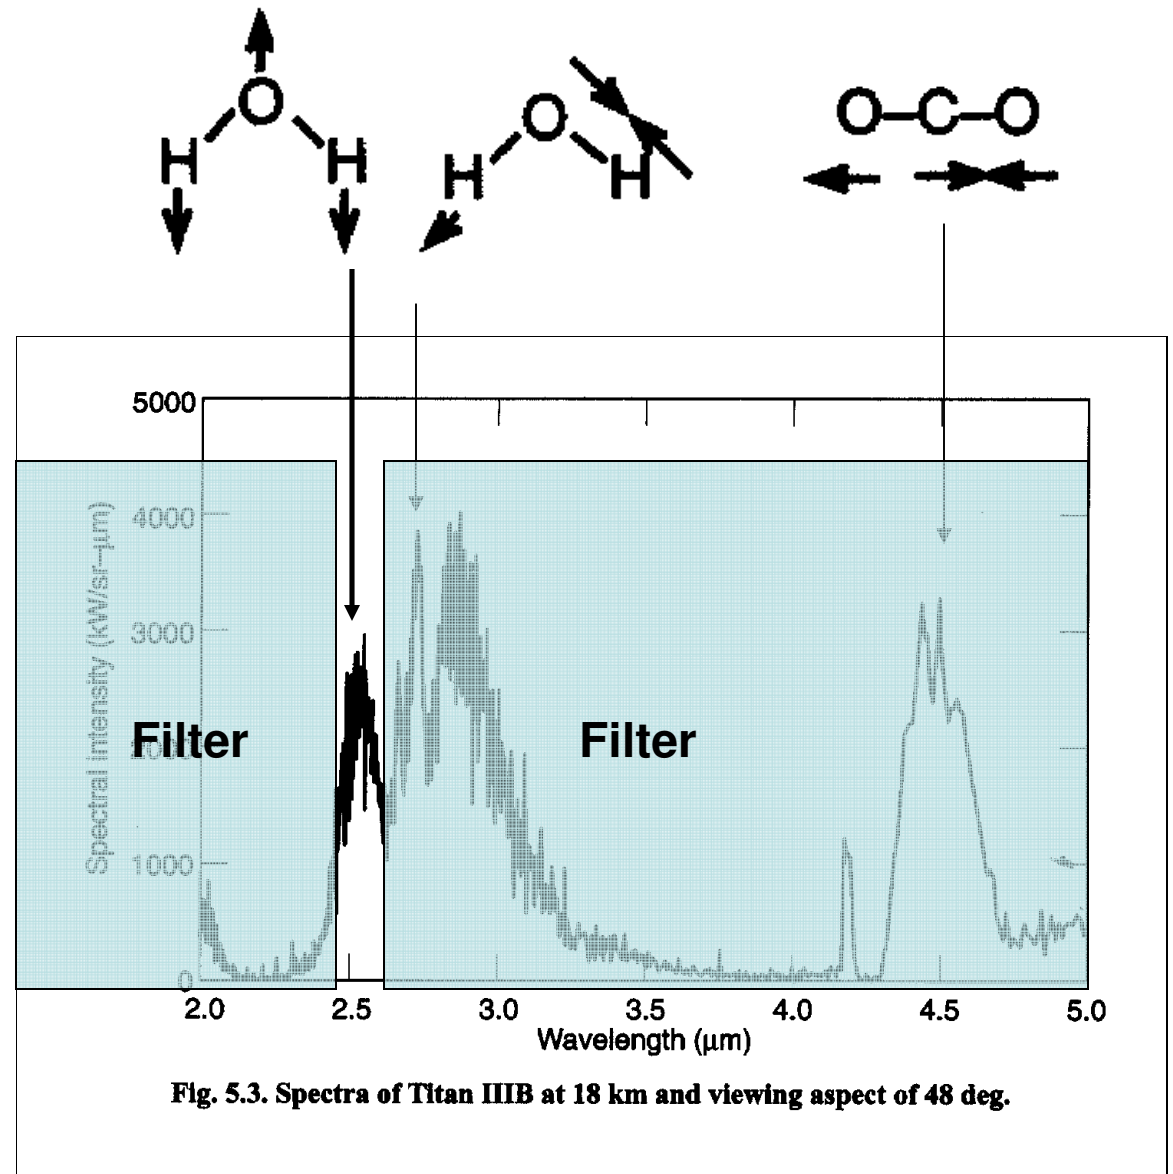 O
H H
O
H H
O–C–O
5000
4000
3000
2000
1000
0
Spectral intensity (kW/sr–μm)
Filter
Filter
2.0 2.5 3.0 3.5 4.0 4.5 5.0
Wavelength (μm)
Fig. 5.3. Spectra of Titan IIIB at 18 km and viewing aspect of 48 deg.